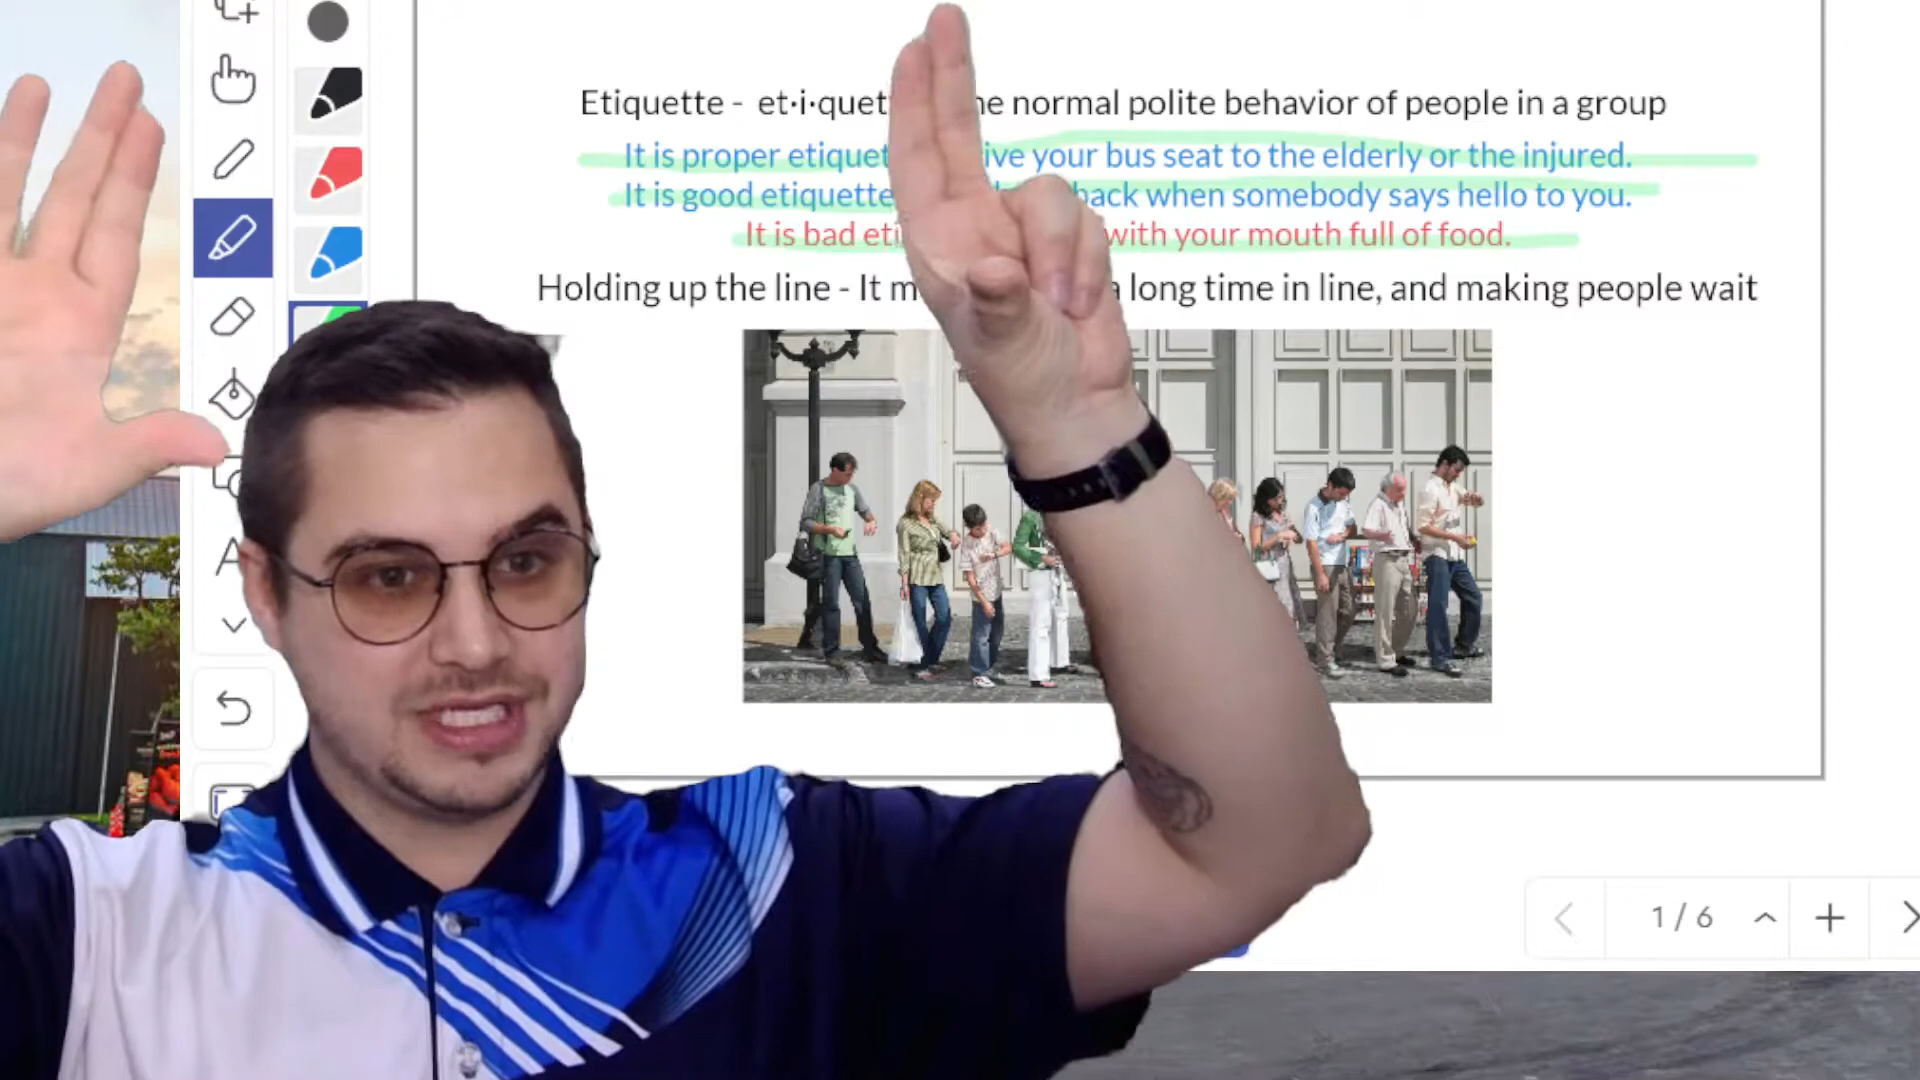 Etiquette - et·i·quet he normal polite behavior of people in a group
It is proper etiquet ive your bus seat to the elderly or the injured.
It is good etiquette back when somebody says hello to you.
It is bad eti with your mouth full of food.
Holding up the line - It m a long time in line, and making people wait
A
1 / 6